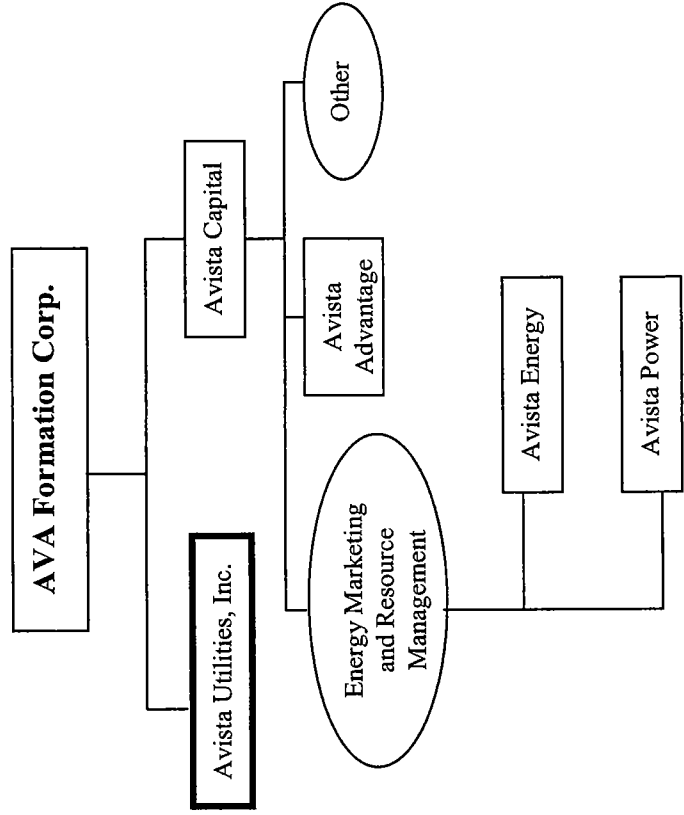 AVA Formation Corp.
Avista Utilities, Inc.
Avista Capital
Energy Marketing
and Resource
Management
Avista
Advantage
Other
Avista Energy
Avista Power